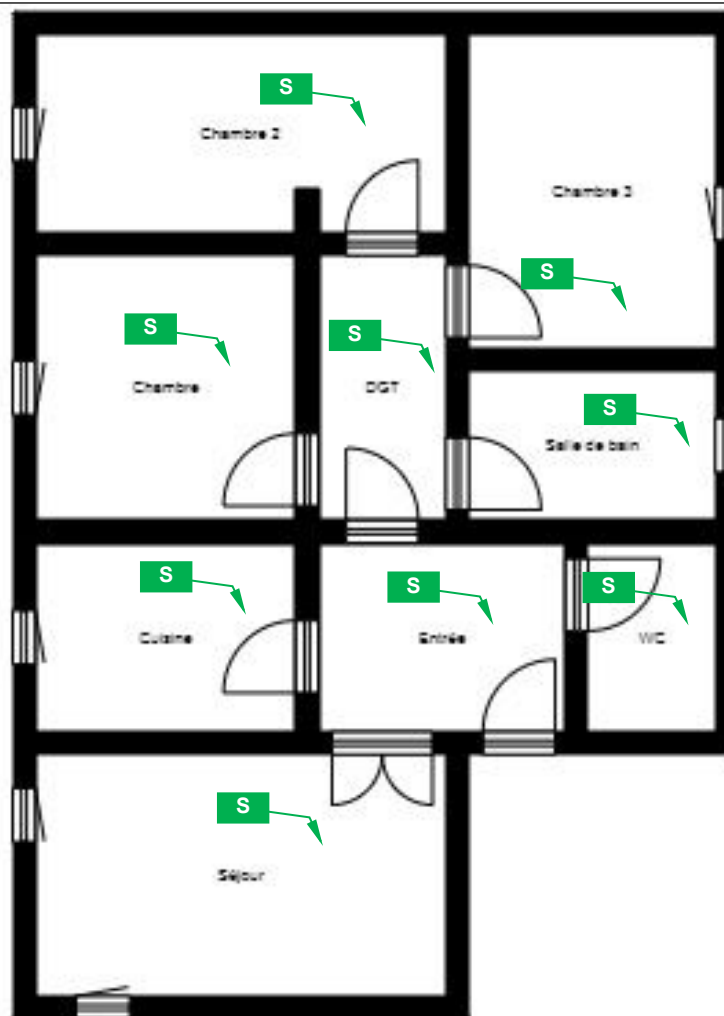 S
Chambre 2
Chambre 3
S
S
S
Chambre
DGT
S
Salle de bain
S
S
S
Cuisine
Entrée
WC
S
Séjour